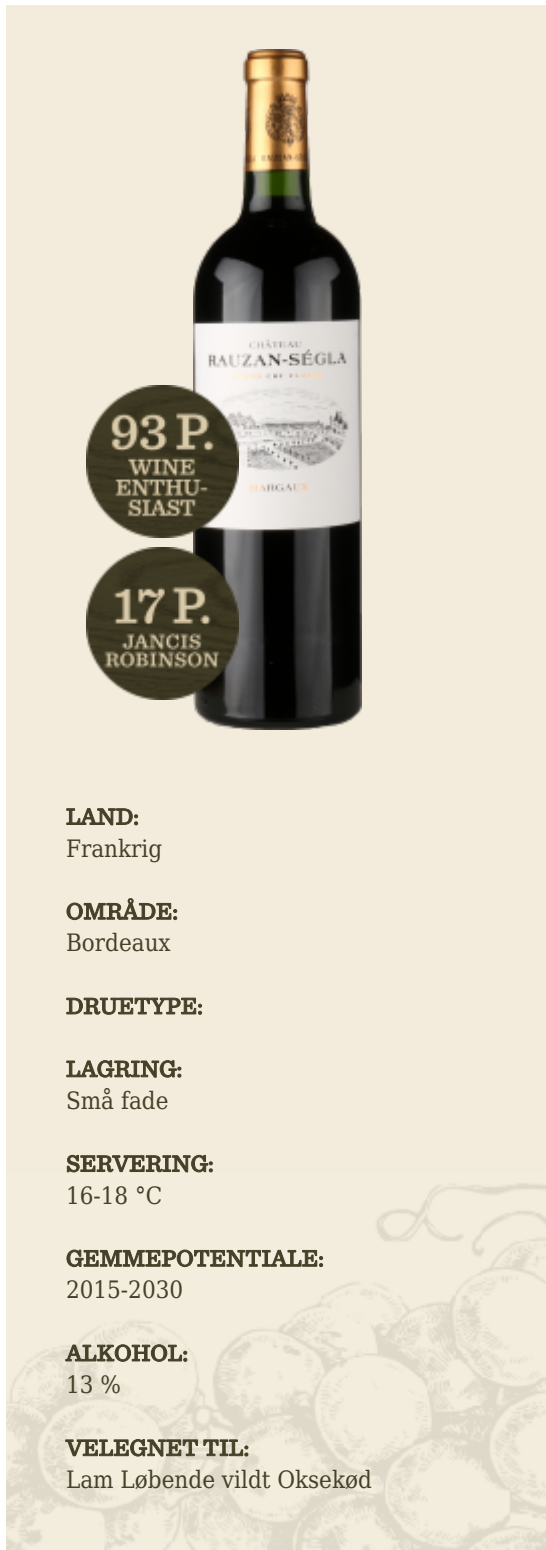 CHÂTEAU
RAUZAN-SÉGLA
MARGAUX
93 P.
WINE
ENTHU-
SIAST
17 P.
JANCIS
ROBINSON
LAND:
Frankrig
OMRÅDE:
Bordeaux
DRUETYPE:
LAGRING:
Små fade
SERVERING:
16-18 °C
GEMMEPOTENTIALE:
2015-2030
ALKOHOL:
13 %
VELEGNET TIL:
Lam Løbende vildt Oksekød